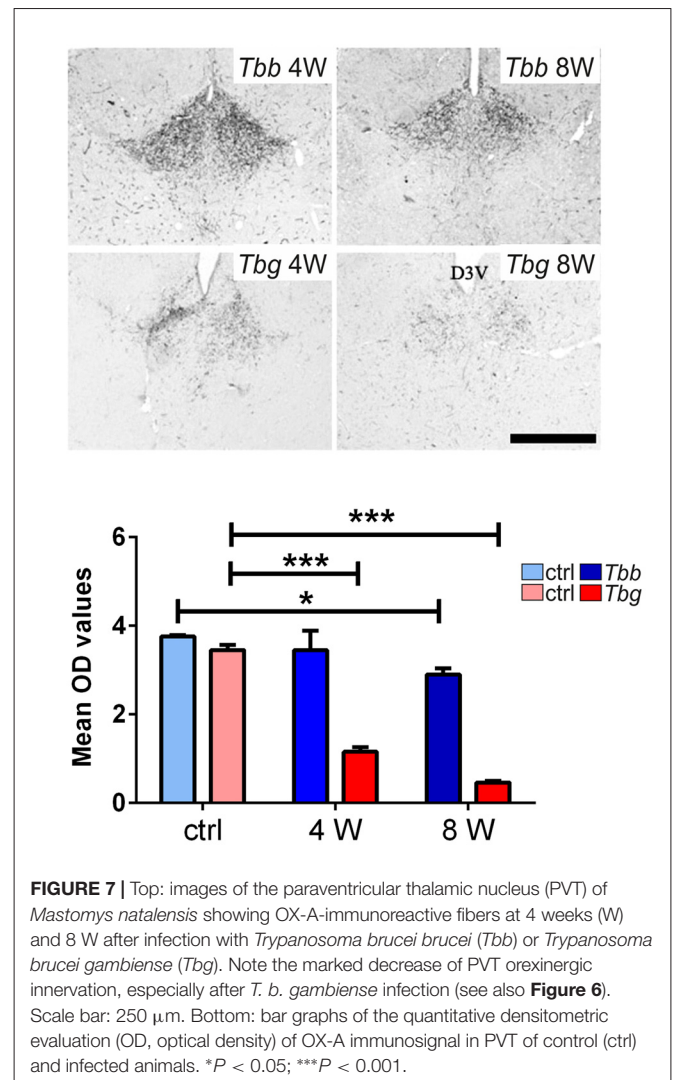 Tbb 4W
Tbb 8W
Tbg 4W
D3V Tbg 8W
***
***
*
ctrl Tbb
ctrl Tbg
Mean OD values
6
4
2
0
ctrl 4 W 8 W
FIGURE 7 | Top: images of the paraventricular thalamic nucleus (PVT) of
Mastomys natalensis showing OX-A-immunoreactive fibers at 4 weeks (W)
and 8 W after infection with Trypanosoma brucei brucei (Tbb) or Trypanosoma
brucei gambiense (Tbg). Note the marked decrease of PVT orexinergic
innervation, especially after T. b. gambiense infection (see also Figure 6).
Scale bar: 250 μm. Bottom: bar graphs of the quantitative densitometric
evaluation (OD, optical density) of OX-A immunosignal in PVT of control (ctrl)
and infected animals. *P < 0.05; ***P < 0.001.